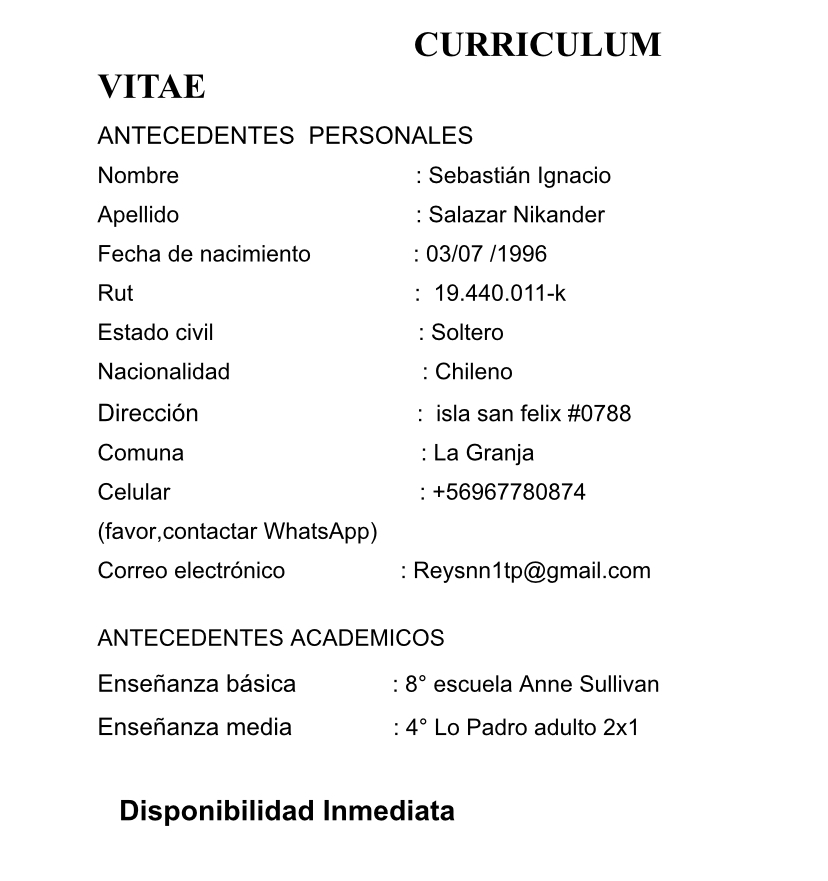 CURRICULUM
VITAE
ANTECEDENTES PERSONALES
Nombre : Sebastián Ignacio
Apellido : Salazar Nikander
Fecha de nacimiento : 03/07 /1996
Rut : 19.440.011-k
Estado civil : Soltero
Nacionalidad : Chileno
Dirección : isla san felix #0788
Comuna : La Granja
Celular : +56967780874
(favor,contactar WhatsApp)
Correo electrónico : Reysnn1tp@gmail.com
ANTECEDENTES ACADEMICOS
Enseñanza básica : 8° escuela Anne Sullivan
Enseñanza media : 4° Lo Padro adulto 2x1
Disponibilidad Inmediata